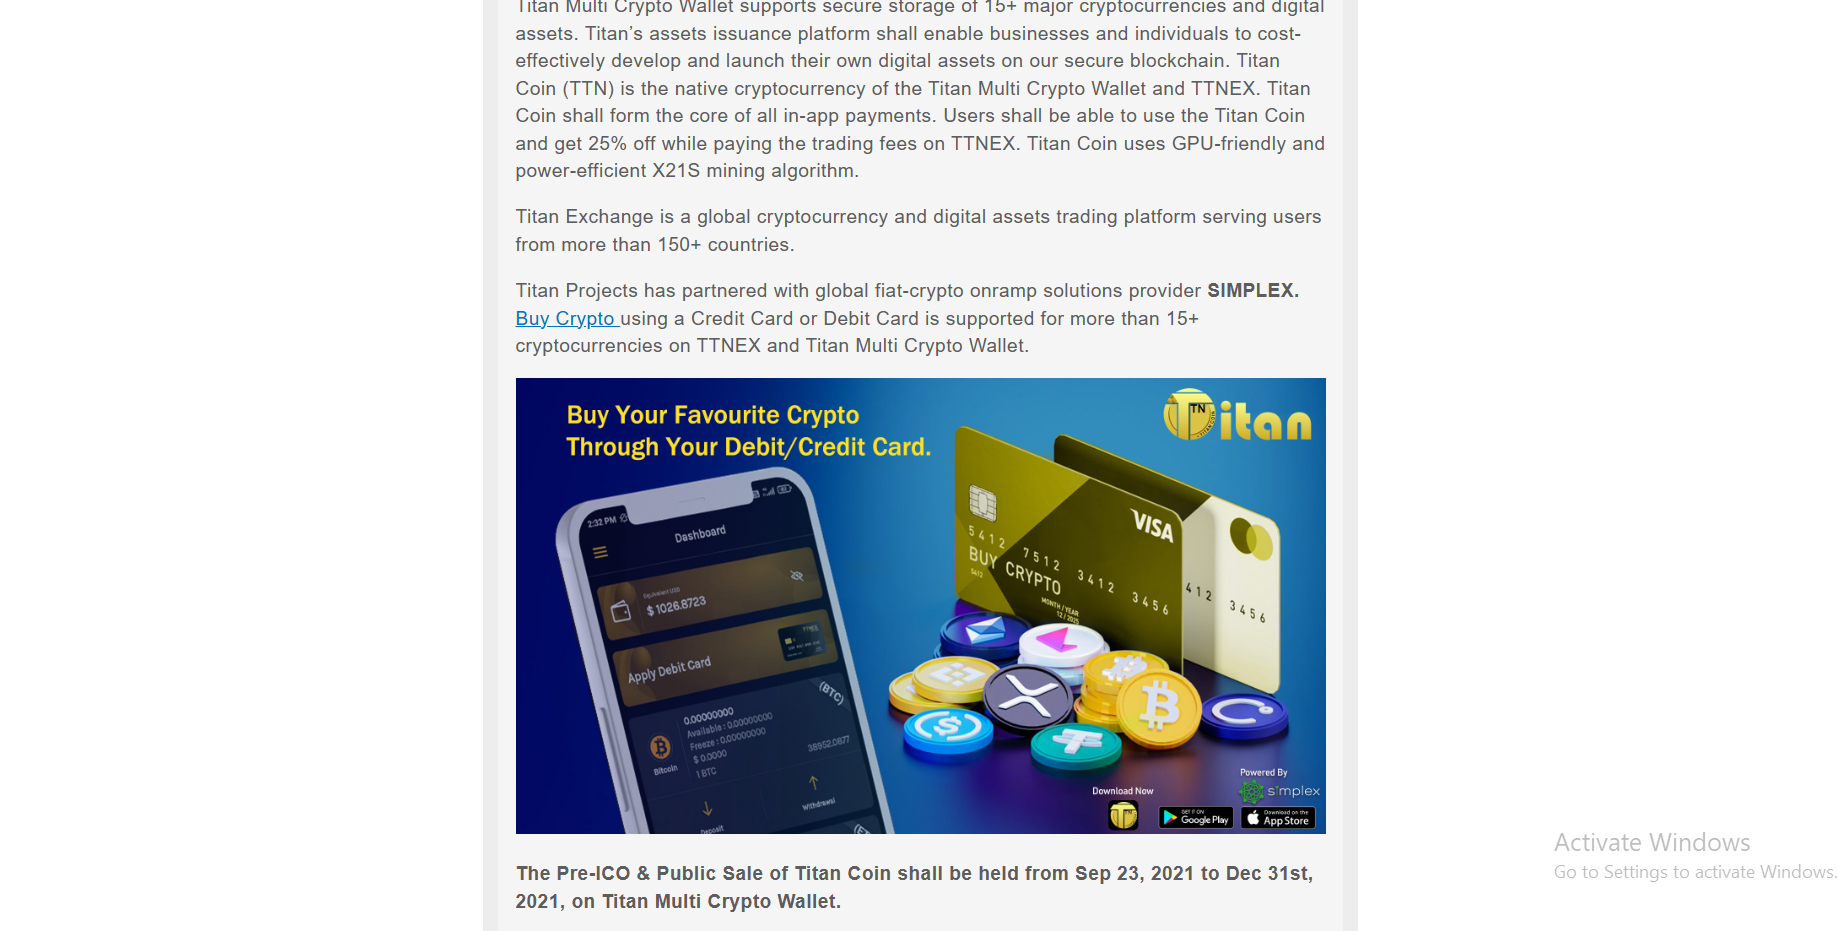 Titan Multi Crypto Wallet supports secure storage of 15+ major cryptocurrencies and digital
assets. Titan's assets issuance platform shall enable businesses and individuals to cost-
effectively develop and launch their own digital assets on our secure blockchain. Titan
Coin (TTN) is the native cryptocurrency of the Titan Multi Crypto Wallet and TTNEX. Titan
Coin shall form the core of all in-app payments. Users shall be able to use the Titan Coin
and get 25% off while paying the trading fees on TTNEX. Titan Coin uses GPU-friendly and
power-efficient X21S mining algorithm.
Titan Exchange is a global cryptocurrency and digital assets trading platform serving users
from more than 150+ countries.
Titan Projects has partnered with global fiat-crypto onramp solutions provider SIMPLEX.
Buy Crypto using a Credit Card or Debit Card is supported for more than 15+
cryptocurrencies on TTNEX and Titan Multi Crypto Wallet.
Buy Your Favourite Crypto
Through Your Debit/Credit Card.
TN
Titan
2:32 PM
Dashboard
Equivalent USD
$ 1026.8723
Apply Debit Card
TTNEX
(BTC)
0.00000000
Available : 0.00000000
Freeze : 0.00000000
$ 0.0000
1 BTC
38952.0877
Bitcoin
Deposit
Withdrawal
(ET
VISA
5412 7512 3412 3456
BUY CRYPTO
5412
MONTH/YEAR
12/2025
412 3456
Download Now
Powered By
simplex
GET IT ON
Google Play
Download on the
App Store
The Pre-ICO & Public Sale of Titan Coin shall be held from Sep 23, 2021 to Dec 31st,
2021, on Titan Multi Crypto Wallet.
Activate Windows
Go to Settings to activate Windows.